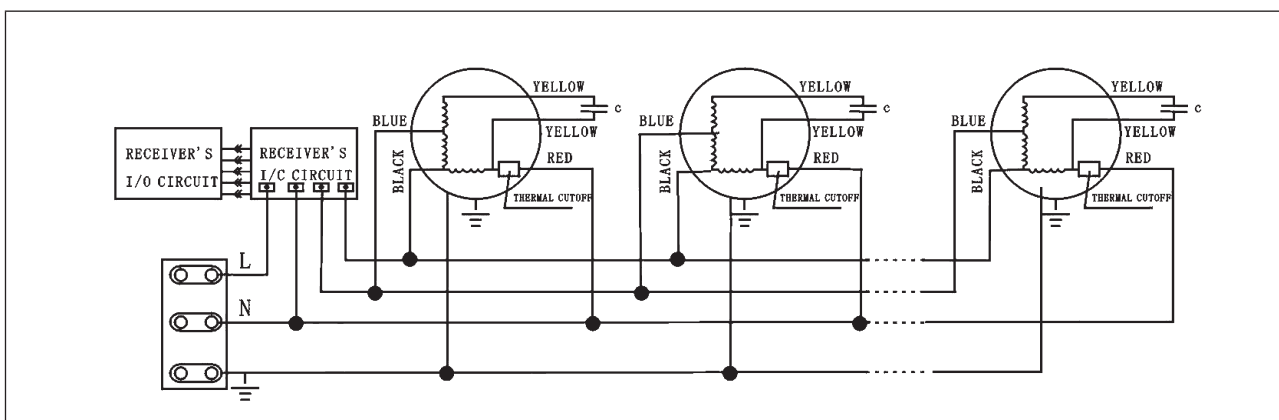 RECEIVER'S
I/O CIRCUIT
RECEIVER'S
I/C CIRCUIT
L
N
BLUE
BLACK
YELLOW
YELLOW
c
RED
THERMAL CUTOFF
BLUE
BLACK
YELLOW
YELLOW
c
RED
THERMAL CUTOFF
BLUE
BLACK
YELLOW
YELLOW
c
RED
THERMAL CUTOFF